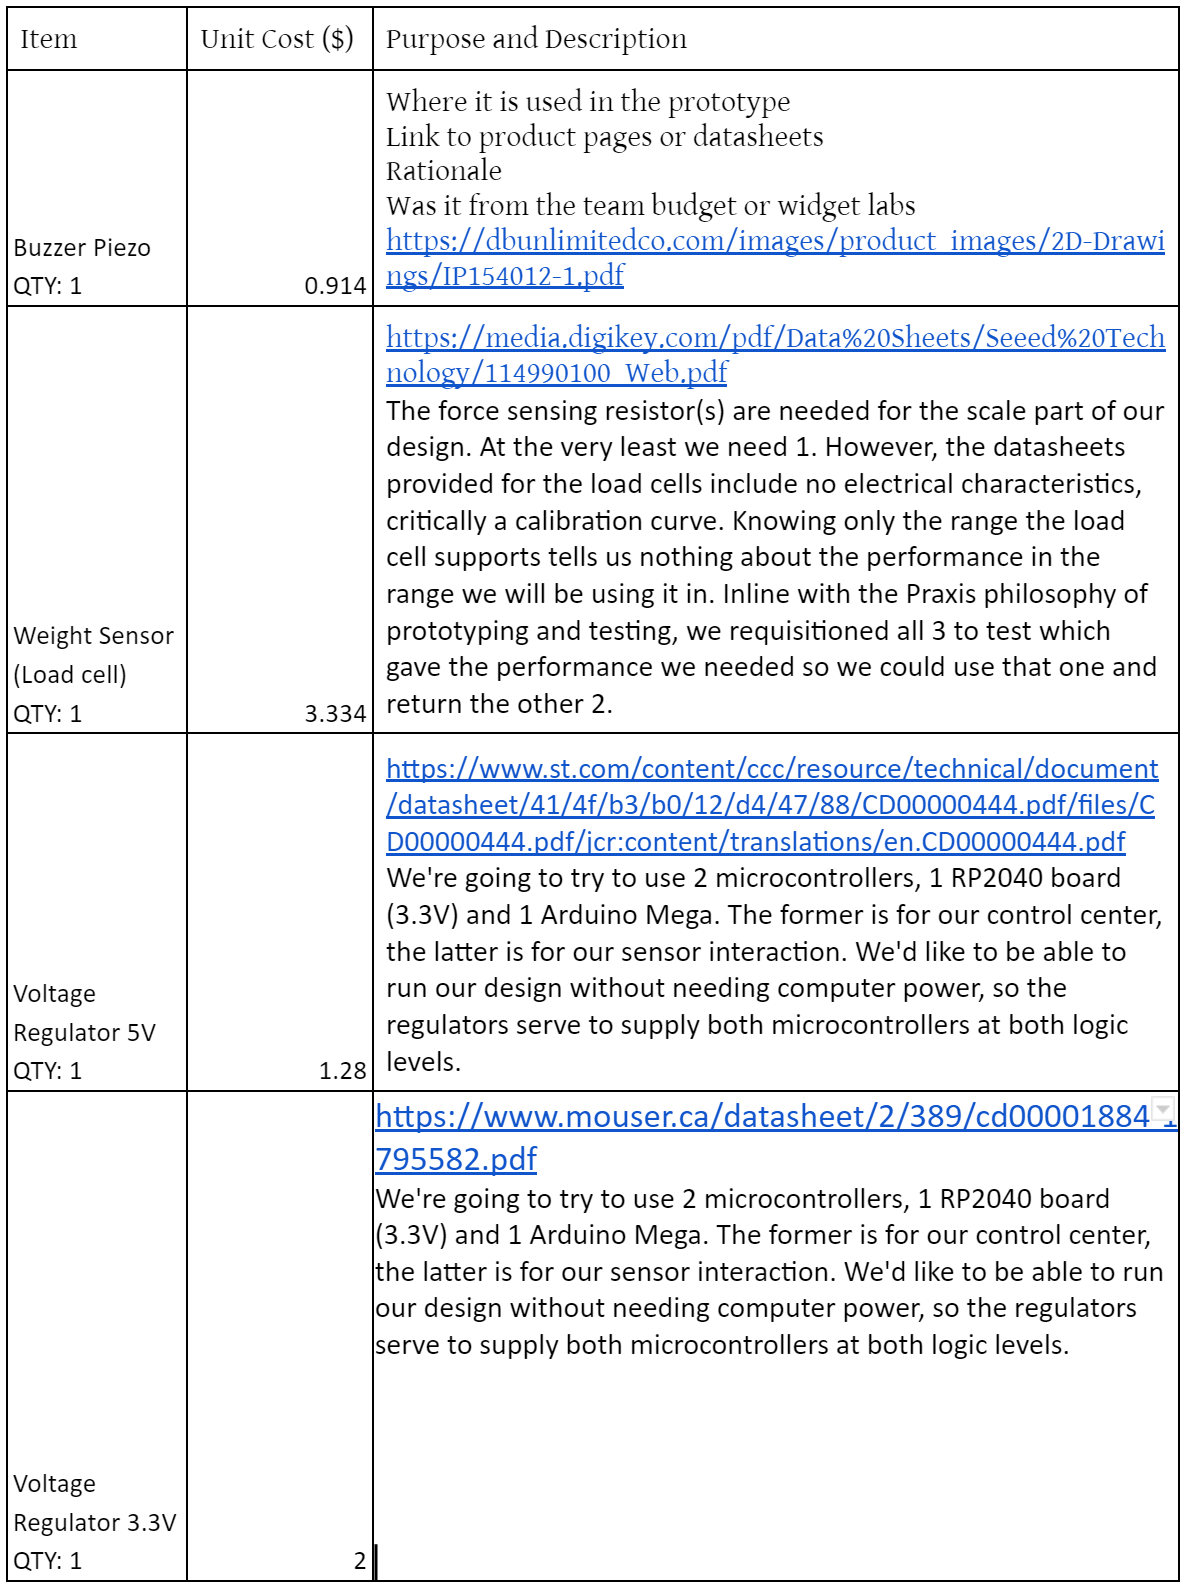 Item
Unit Cost ($)
Purpose and Description
Buzzer Piezo
QTY: 1
0.914
Where it is used in the prototype
Link to product pages or datasheets
Rationale
Was it from the team budget or widget labs
https://dbunlimitedco.com/images/product_images/2D-Drawi
ngs/IP154012-1.pdf
Weight Sensor
(Load cell)
QTY: 1
3.334
https://media.digikey.com/pdf/Data%20Sheets/Seeed%20Tech
nology/114990100_Web.pdf
The force sensing resistor(s) are needed for the scale part of our
design. At the very least we need 1. However, the datasheets
provided for the load cells include no electrical characteristics,
critically a calibration curve. Knowing only the range the load
cell supports tells us nothing about the performance in the
range we will be using it in. Inline with the Praxis philosophy of
prototyping and testing, we requisitioned all 3 to test which
gave the performance we needed so we could use that one and
return the other 2.
Voltage
Regulator 5V
QTY: 1
1.28
https://www.st.com/content/ccc/resource/technical/document
/datasheet/41/4f/b3/b0/12/d4/47/88/CD00000444.pdf/files/C
D00000444.pdf/jcr:content/translations/en.CD00000444.pdf
We're going to try to use 2 microcontrollers, 1 RP2040 board
(3.3V) and 1 Arduino Mega. The former is for our control center,
the latter is for our sensor interaction. We'd like to be able to
run our design without needing computer power, so the
regulators serve to supply both microcontrollers at both logic
levels.
Voltage
Regulator 3.3V
QTY: 1
2
https://www.mouser.ca/datasheet/2/389/cd00001884-1
795582.pdf
We're going to try to use 2 microcontrollers, 1 RP2040 board
(3.3V) and 1 Arduino Mega. The former is for our control center,
the latter is for our sensor interaction. We'd like to be able to run
our design without needing computer power, so the regulators
serve to supply both microcontrollers at both logic levels.